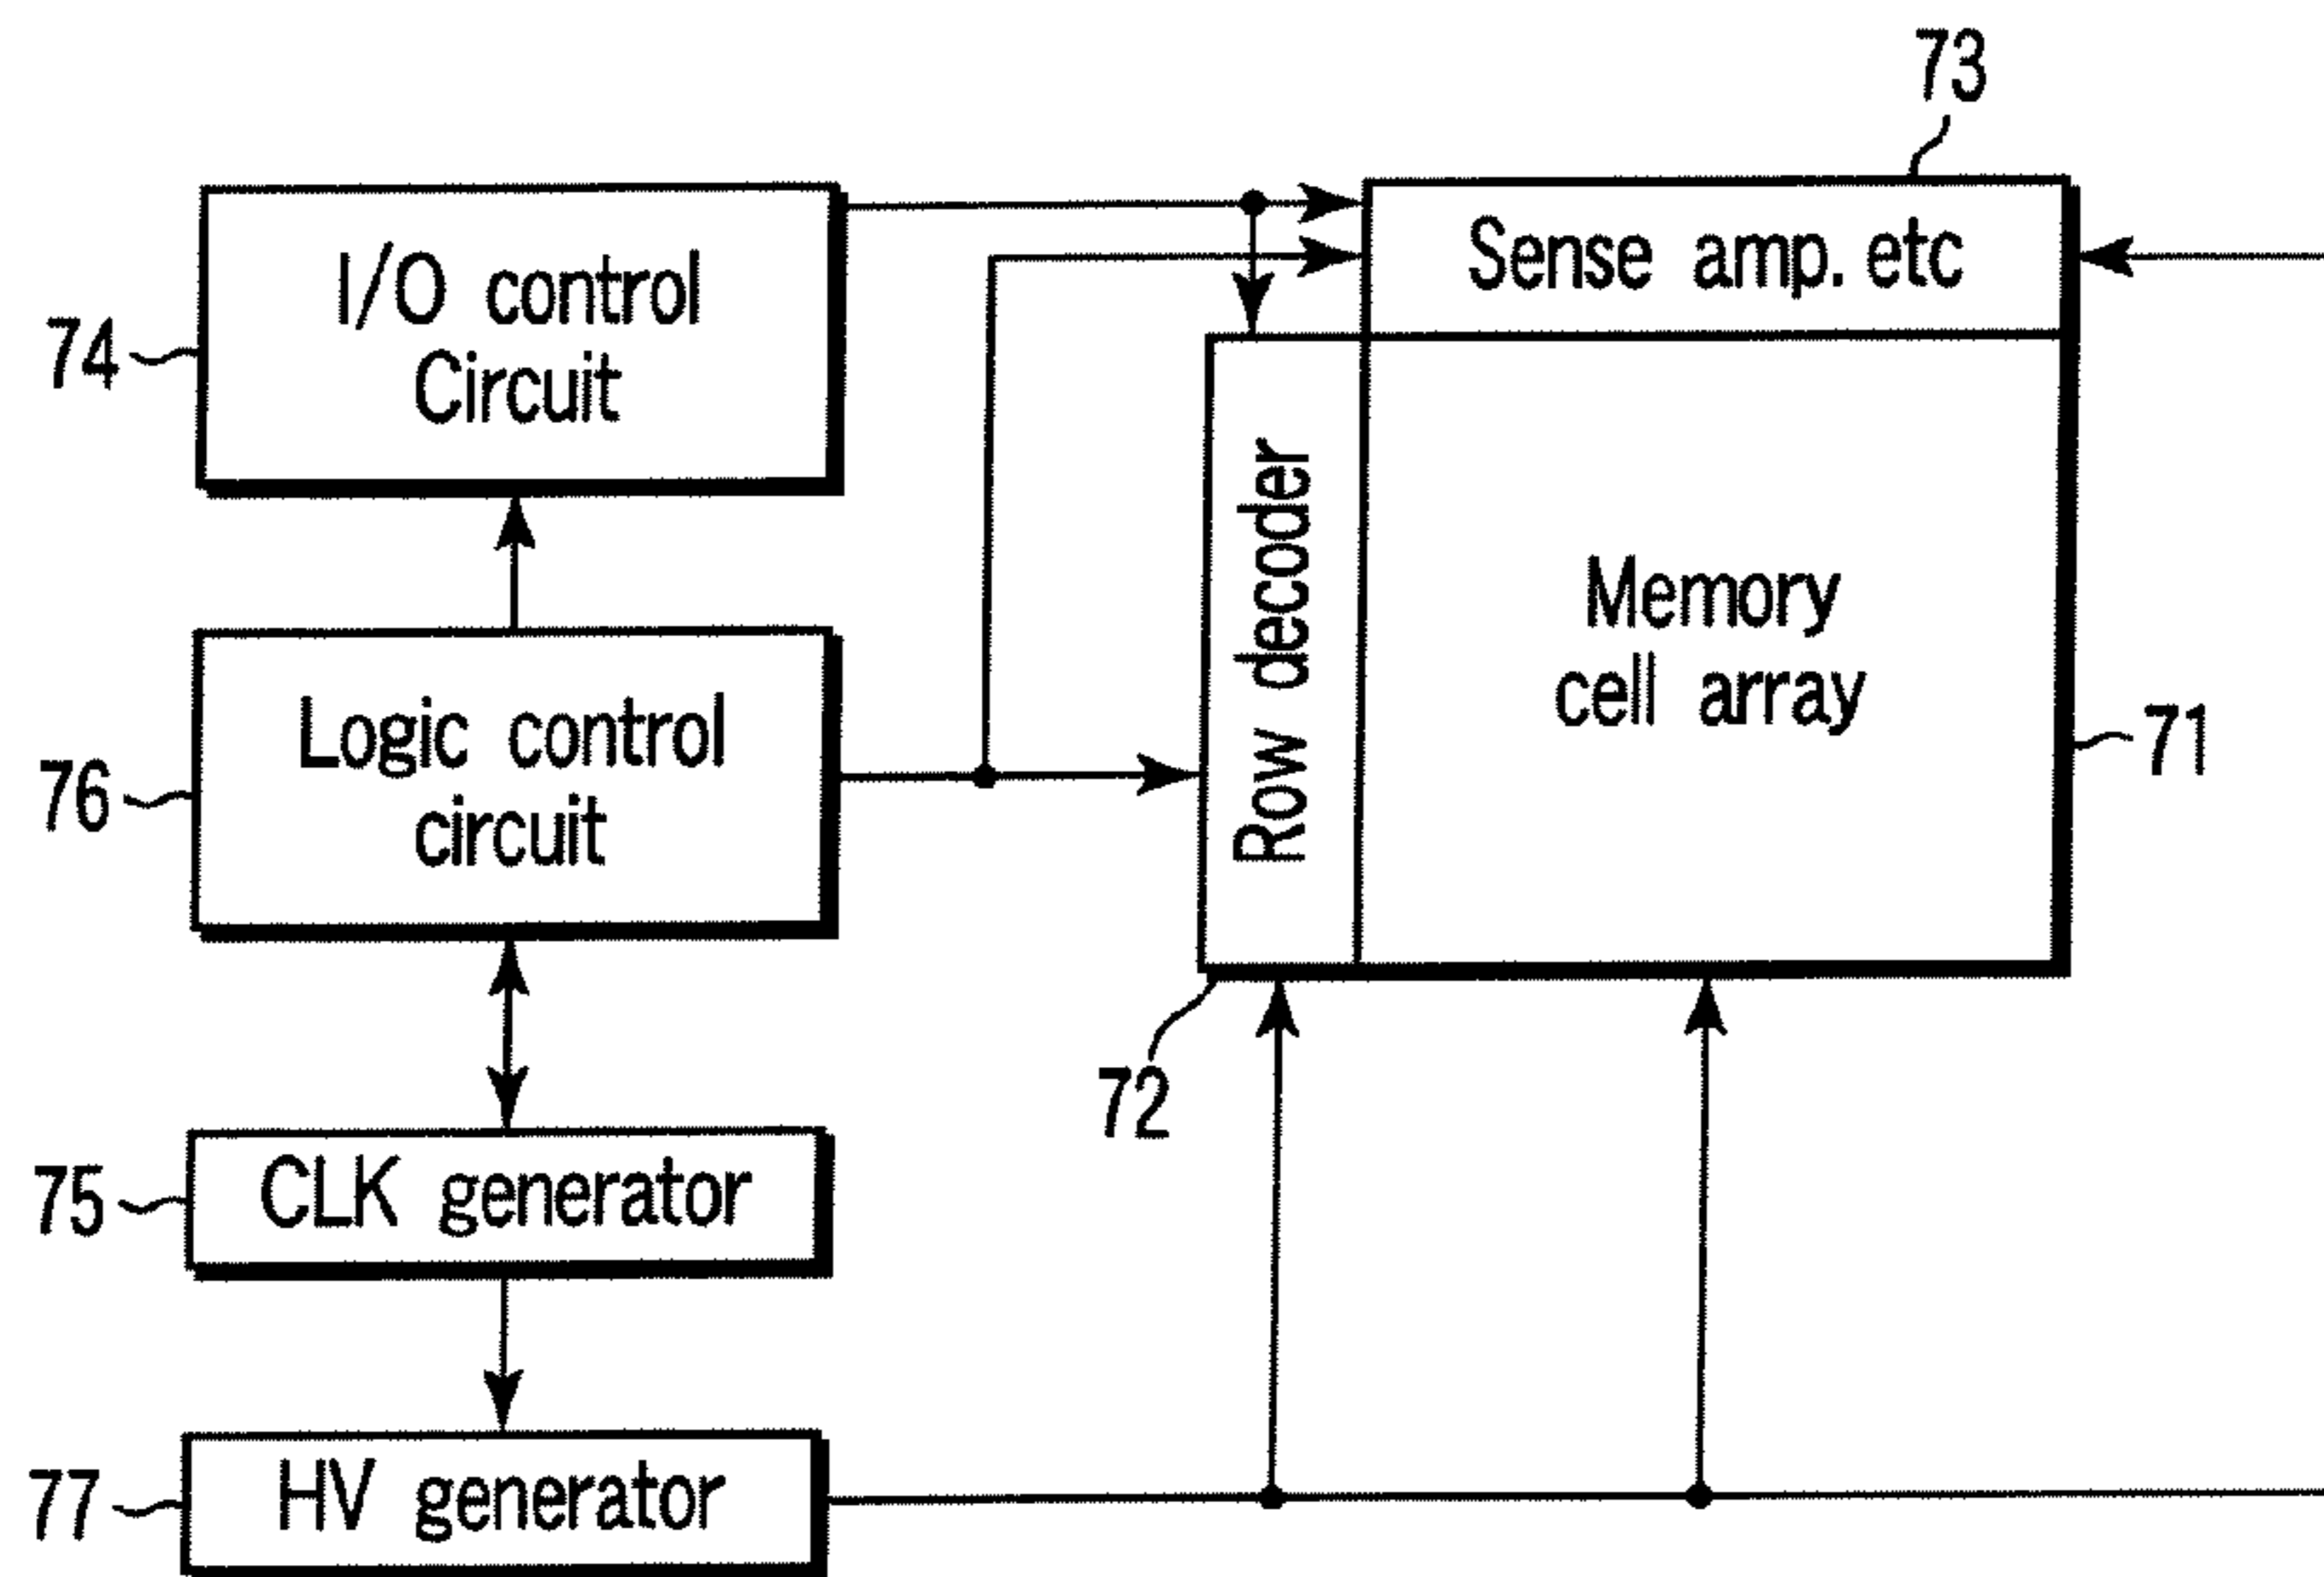 73
I/O control
Circuit
74
Sense amp. etc
Row decoder
Memory
cell array
71
Logic control
circuit
76
72
CLK generator
75
HV generator
77